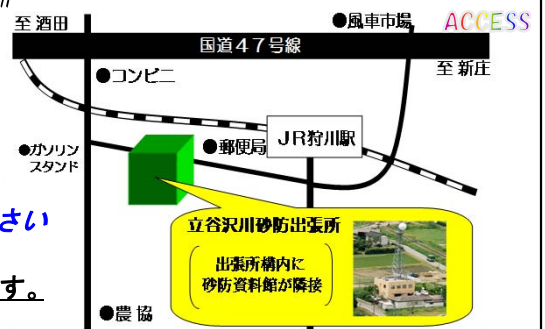 至酒田
●風車市場
ACCESS
国道47号線
至新庄
●コンビニ
●郵便局
JR狩川駅
●ガソリン
スタンド
さい
立谷沢川砂防出張所
出張所構内に
砂防資料館が隣接
す。
●農協